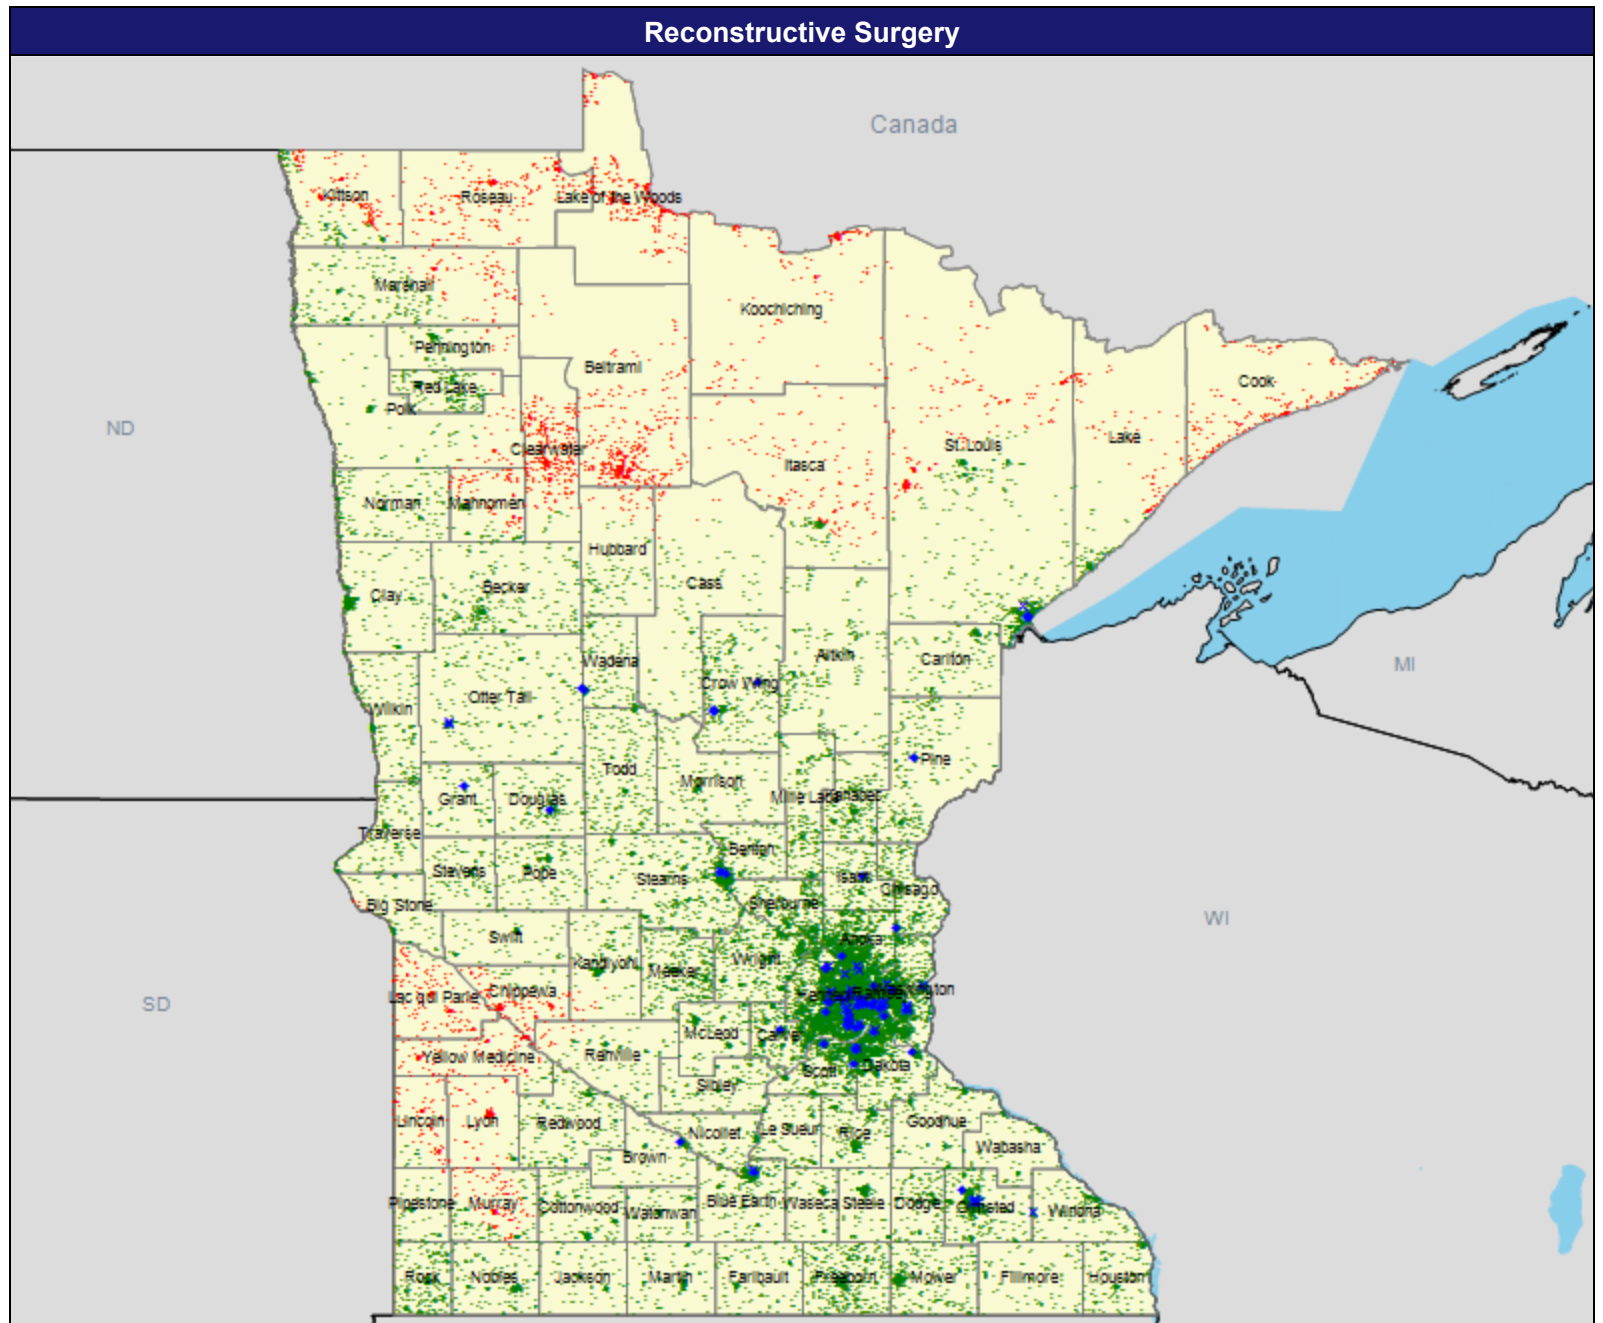 Reconstructive Surgery
Canada
Kittson
Roseau
Lake of the Woods
Marshall
Koochiching
Pennington
Beltrami
Red Lake
Cook
Polk
ND
Lake
St. Louis
Clearwater
Itasca
Norman
Mahnomen
Hubbard
Cass
Becker
Clay
Aitkin
Carlton
Wadena
MI
Crow Wing
Otter Tail
Wilkin
Pine
Todd
Morrison
Mille Lacs
Kanabec
Grant
Douglas
Traverse
Benton
Stevens
Pope
Stearns
Isanti
Chisago
Big Stone
Sherburne
WI
Swift
Anoka
Wright
Kandiyohi
Meeker
Chippewa
Lac qui Parle
Hennepin
Ramsey
Washington
SD
McLeod
Carver
Renville
Yellow Medicine
Scott
Dakota
Sibley
Lincoln
Lyon
Redwood
Nicollet
Le Sueur
Rice
Goodhue
Wabasha
Brown
Pipestone
Murray
Cottonwood
Watonwan
Blue Earth
Waseca
Steele
Dodge
Olmsted
Winona
Rock
Nobles
Jackson
Martin
Faribault
Freeborn
Mower
Fillmore
Houston